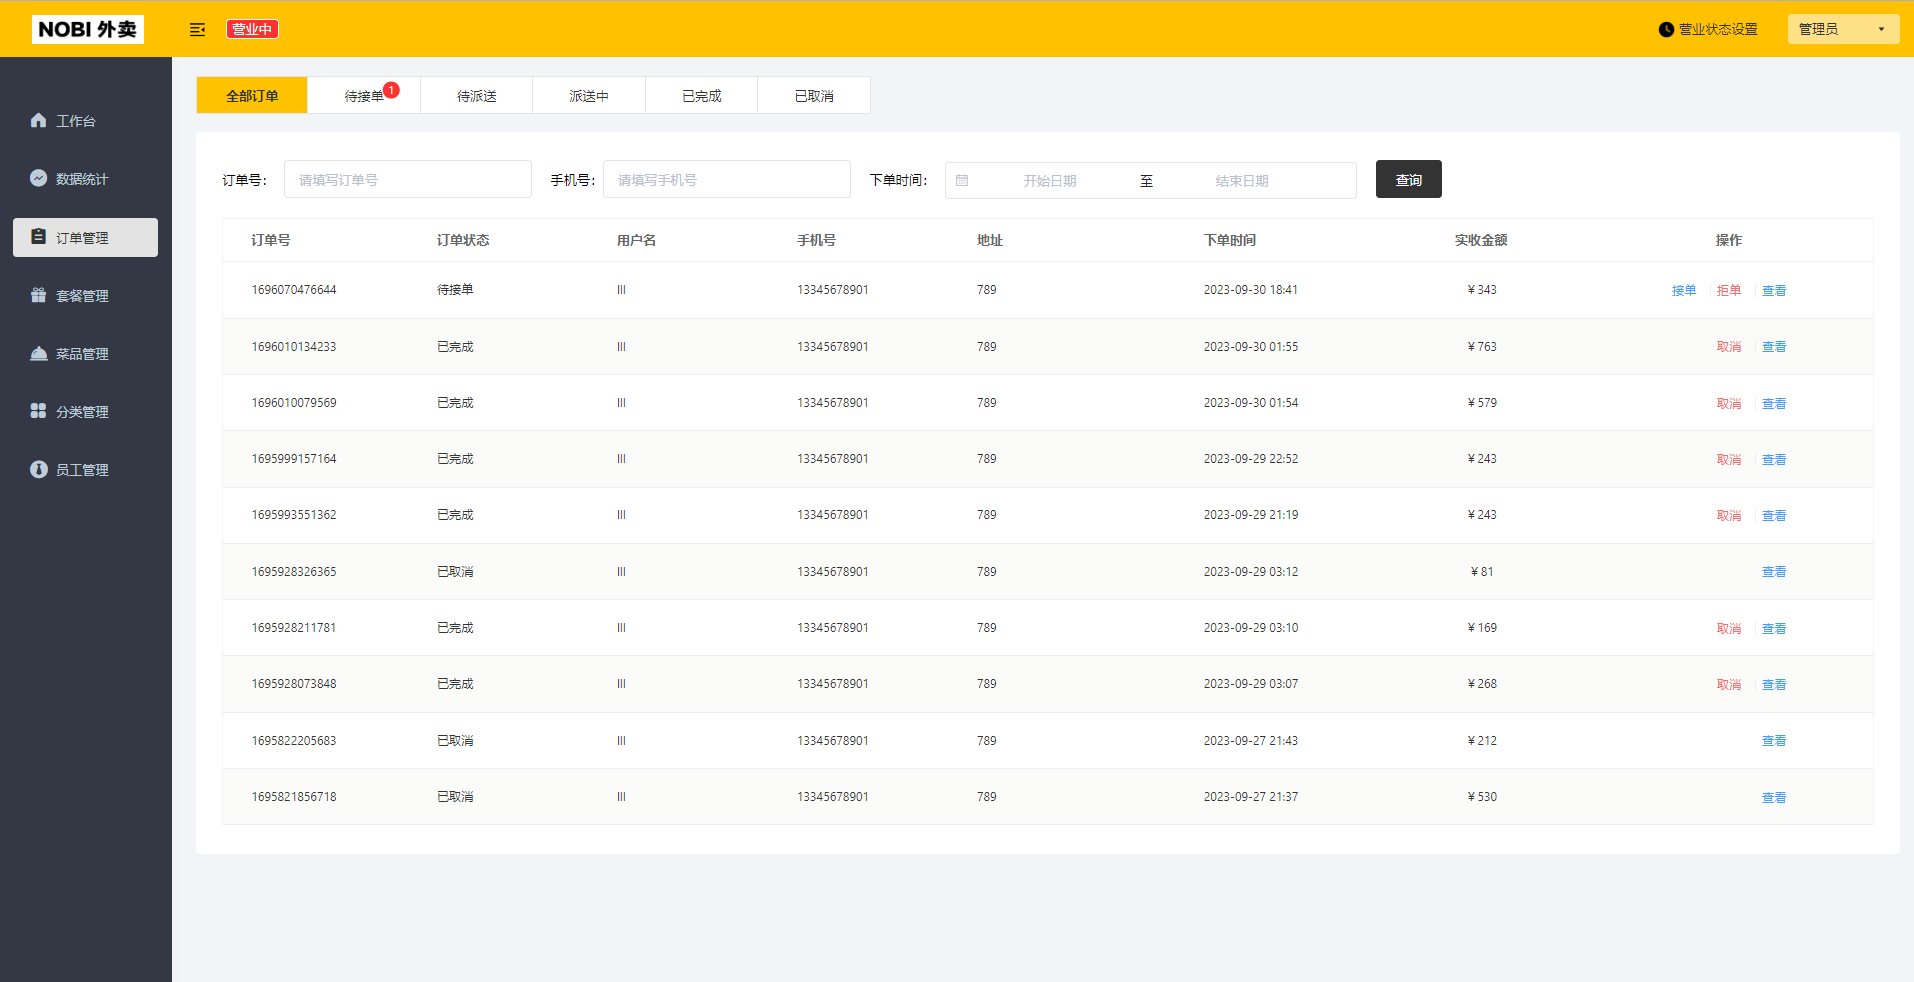 NOBI 外卖 营业中 营业状态设置 管理员
工作台
数据统计
订单管理
套餐管理
菜品管理
分类管理
员工管理
全部订单 待接单 1 待派送 派送中 已完成 已取消
订单号： 请填写订单号 手机号： 请填写手机号 下单时间： 开始日期 至 结束日期 查询
订单号 订单状态 用户名 手机号 地址 下单时间 实收金额 操作
1696070476644 待接单 lll 13345678901 789 2023-09-30 18:41 ￥343 接单 拒单 查看
1696010134233 已完成 lll 13345678901 789 2023-09-30 01:55 ￥763 取消 查看
1696010079569 已完成 lll 13345678901 789 2023-09-30 01:54 ￥579 取消 查看
1695999157164 已完成 lll 13345678901 789 2023-09-29 22:52 ￥243 取消 查看
1695993551362 已完成 lll 13345678901 789 2023-09-29 21:19 ￥243 取消 查看
1695928326365 已取消 lll 13345678901 789 2023-09-29 03:12 ￥81 查看
1695928211781 已完成 lll 13345678901 789 2023-09-29 03:10 ￥169 取消 查看
1695928073848 已完成 lll 13345678901 789 2023-09-29 03:07 ￥268 取消 查看
1695822205683 已取消 lll 13345678901 789 2023-09-27 21:43 ￥212 查看
1695821856718 已取消 lll 13345678901 789 2023-09-27 21:37 ￥530 查看